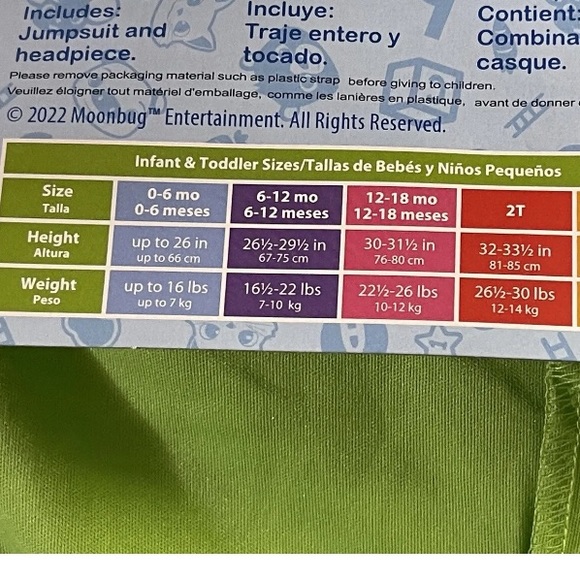 Includes:
Jumpsuit and
headpiece.
Incluye:
Traje entero y
tocado.
Contient:
Combina
casque.
Please remove packaging material such as plastic strap before giving to children.
Veuillez éloigner tout matériel d'emballage, comme les lanières en plastique, avant de donner
© 2022 Moonbug™ Entertainment. All Rights Reserved.
Infant & Toddler Sizes/Tallas de Bebés y Niños Pequeños
Size 0-6 mo 6-12 mo 12-18 mo 2T
Talla 0-6 meses 6-12 meses 12-18 meses
Height up to 26 in 26½-29½ in 30-31½ in 32-33½ in
Altura up to 66 cm 67-75 cm 76-80 cm 81-85 cm
Weight up to 16 lbs 16½-22 lbs 22½-26 lbs 26½-30 lbs
Peso up to 7 kg 7-10 kg 10-12 kg 12-14 kg